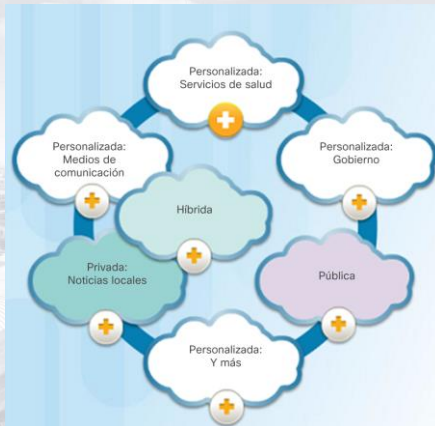 Personalizada:
Servicios de salud
Personalizada:
Medios de
comunicación
Personalizada:
Gobierno
Híbrida
Privada:
Noticias locales
Pública
Personalizada:
Y más